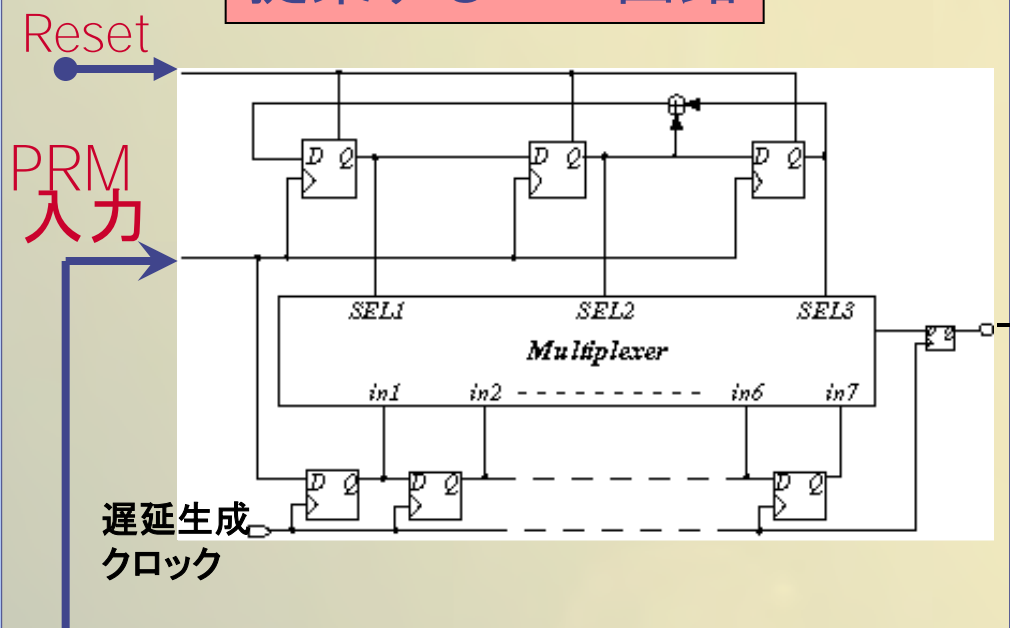 Reset
D Q
D Q
D Q
PRM
入力
SEL1 SEL2 SEL3
Multiplexer
in1 in2 in6 in7
D Q
D Q
D Q
遅延生成
クロック